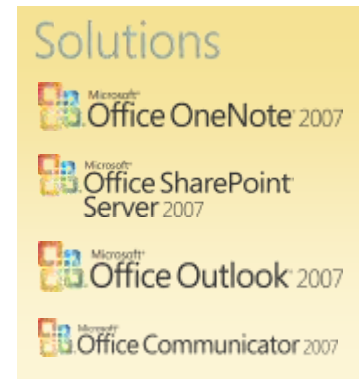 Solutions
Microsoft®
Office OneNote® 2007
Microsoft®
Office SharePoint®
Server 2007
Microsoft®
Office Outlook® 2007
Microsoft®
Office Communicator 2007